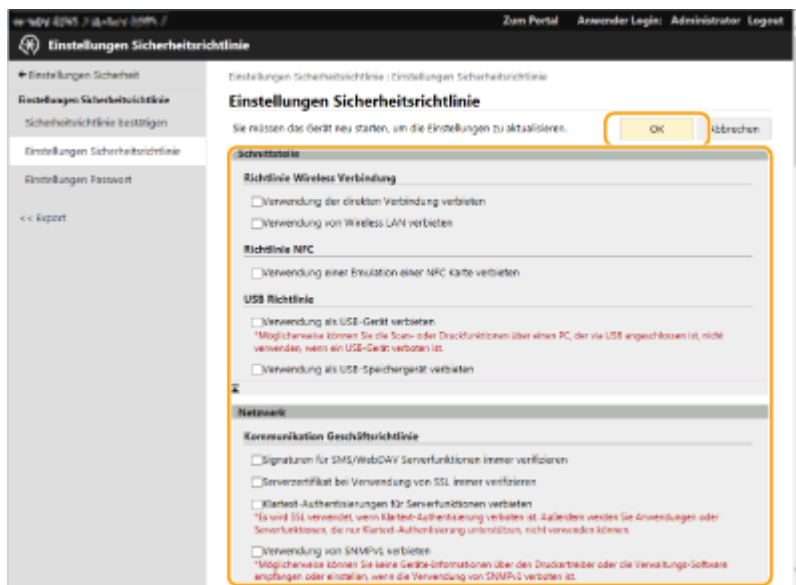 Zum Portal Anwender Login: Administrator Logout
Einstellungen Sicherheitsrichtlinie
Einstellungen Sicherheit
Einstellungen Sicherheitsrichtlinie : Einstellungen Sicherheitsrichtlinie
Einstellungen Sicherheitsrichtlinie
Sicherheitsrichtlinie bestätigen
Einstellungen Sicherheitsrichtlinie
Einstellungen Passwort
<< Export
Einstellungen Sicherheitsrichtlinie
Sie müssen das Gerät neu starten, um die Einstellungen zu aktualisieren.
OK
Abbrechen
Schnittstelle
Richtlinie Wireless Verbindung
Verwendung der direkten Verbindung verbieten
Verwendung von Wireless LAN verbieten
Richtlinie NFC
Verwendung einer Emulation einer NFC Karte verbieten
USB Richtlinie
Verwendung als USB-Gerät verbieten
*Möglicherweise können Sie die Scan- oder Druckfunktionen über einen PC, der via USB angeschlossen ist, nicht
verwenden, wenn ein USB-Gerät verboten ist.
Verwendung als USB-Speichergerät verbieten
Netzwerk
Kommunikation Geschäftsrichtlinie
Signaturen für SMS/WebDAV Serverfunktionen immer verifizieren
Serverzertifikat bei Verwendung von SSL immer verifizieren
Klartext-Authentisierungen für Serverfunktionen verbieten
*Es wird SSL verwendet, wenn Klartext-Authentisierung verboten ist. Außerdem werden Sie Anwendungen oder
Serverfunktionen, die nur Klartext-Authentisierung unterstützen, nicht verwenden können.
Verwendung von SNMPv1 verbieten
*Möglicherweise können Sie keine Geräte-Informationen über den Druckertreiber oder die Verwaltungs-Software
empfangen oder einstellen, wenn die Verwendung von SNMPv1 verboten ist.